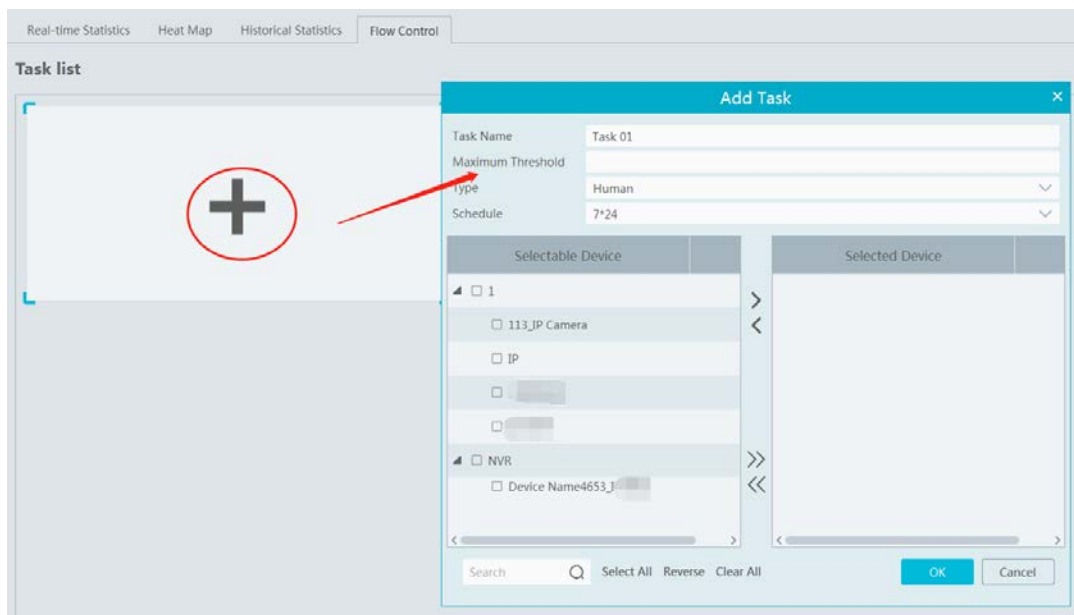 Real-time Statistics Heat Map Historical Statistics Flow Control
Task list
Add Task
Task Name Task 01
Maximum Threshold
Type Human
Schedule 7*24
Selectable Device Selected Device
1
113_IP Camera
IP
NVR
Device Name4653_I
Search Select All Reverse Clear All OK Cancel